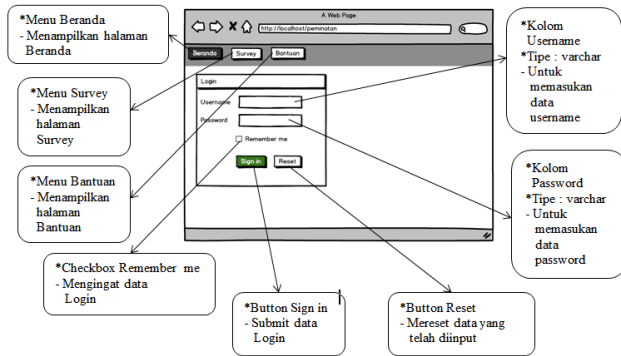 *Menu Beranda
- Menampilkan halaman
Beranda
*Menu Survey
- Menampilkan
halaman
Survey
*Menu Bantuan
- Menampilkan
halaman
Bantuan
*Checkbox Remember me
- Mengingat data
Login
A Web Page
http://localhost/peminatan
Beranda
Survey
Bantuan
Login
Username
Password
Remember me
Sign in
Reset
*Button Sign in
- Submit data
Login
*Button Reset
- Mereset data yang
telah diinput
*Kolom
Username
*Tipe : varchar
- Untuk
memasukan
data
username
*Kolom
Password
*Tipe : varchar
- Untuk
memasukan
data
password